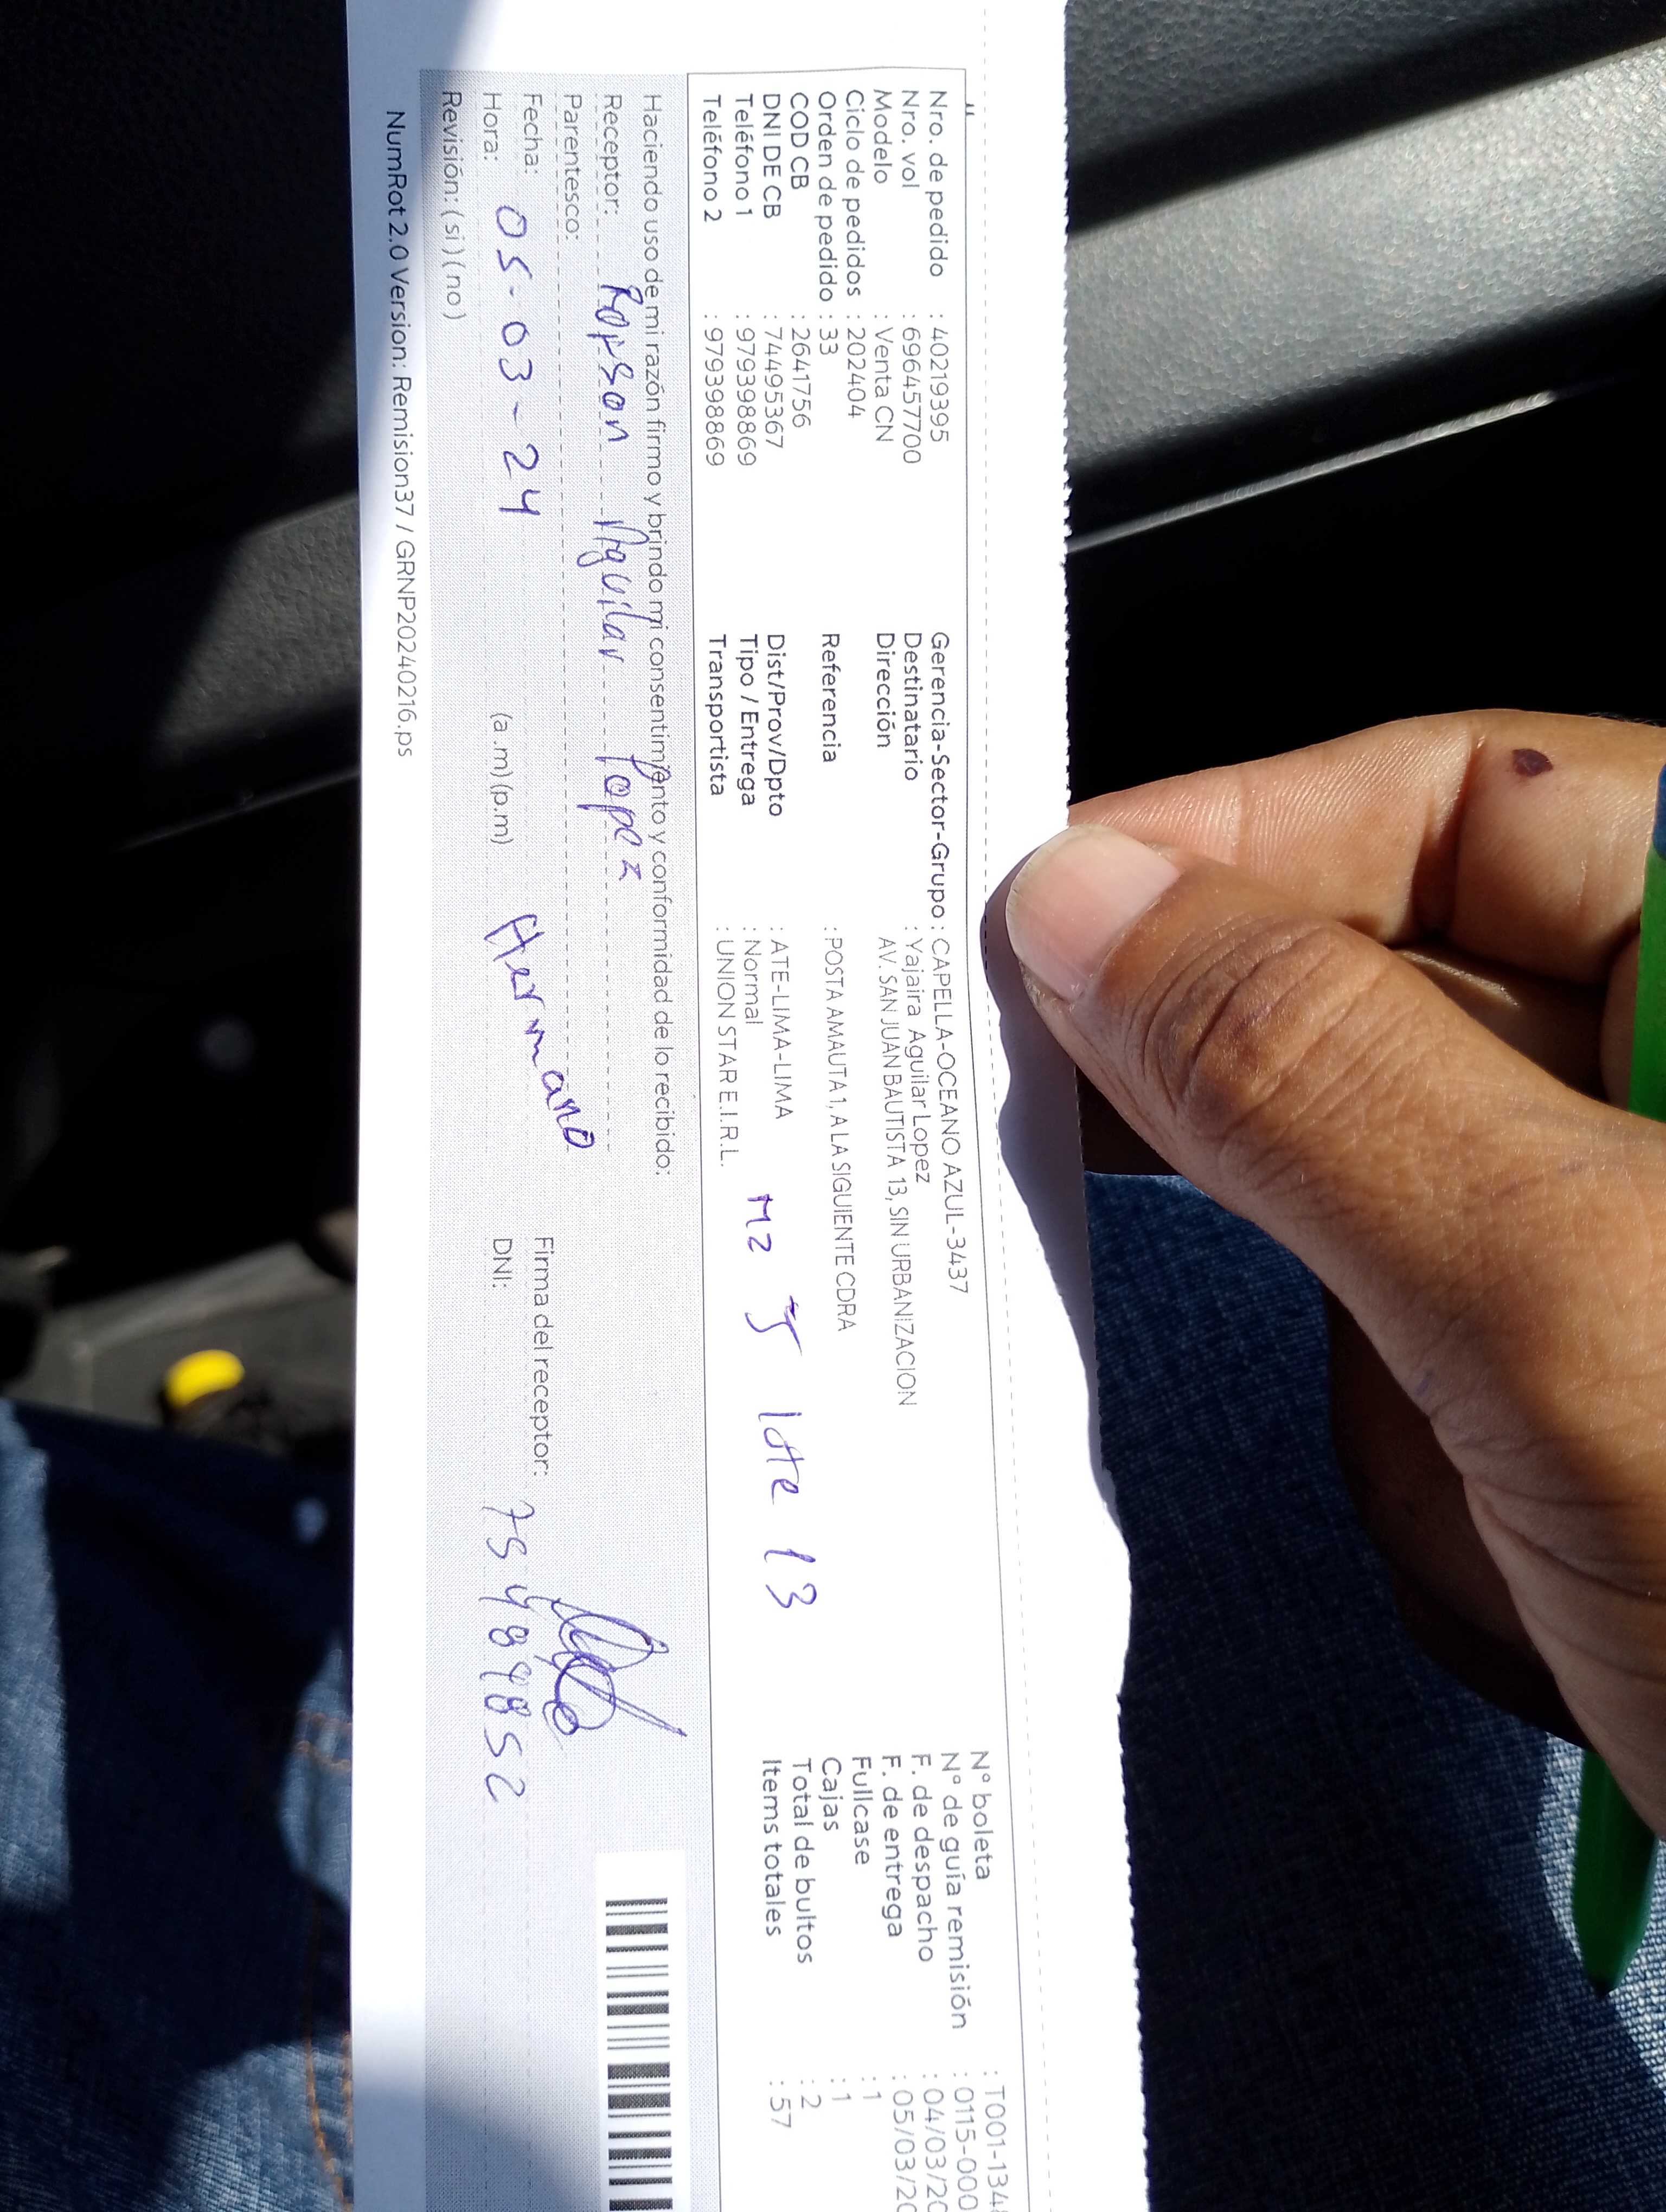 Nro. de pedido : 40219395
Nro. vol : 6964577​00
Modelo : Venta CN
Ciclo de pedidos : 202404
Orden de pedido : 33
COD CB : 2641756
DNI DE CB : 74495367
Teléfono 1 : 979398869
Teléfono 2 : 979398869
Gerencia-Sector-Grupo : CAPELLA-OCEANO AZUL-3437
Destinatario : Yajaira Aguilar Lopez
Dirección AV. SAN JUAN BAUTISTA 13, SIN URBANIZACION
Referencia : POSTA AMAUTA 1, A LA SIGUIENTE CDRA
Dist/Prov/Dpto : ATE-LIMA-LIMA
Tipo / Entrega : Normal
Transportista : UNION STAR E.I.R.L.
Mz J lote 13
Nº boleta : T001-134
Nº de guía remisión : 0115-000
F. de despacho : 04/03/20
F. de entrega : 05/03/20
Fullcase : 1
Cajas : 1
Total de bultos : 2
Items totales : 57
Haciendo uso de mi razón firmo y brindo mi consentimiento y conformidad de lo recibido:
Receptor: Aguilar Lopez
Parentesco: Hermano
Fecha: 05-03-24
Hora: (a.m) (p.m)
Revisión: ( si ) ( no )
Firma del receptor:
DNI: 75489852
NumRot 2.0 Version: Remision37 / GRNP20240216.ps